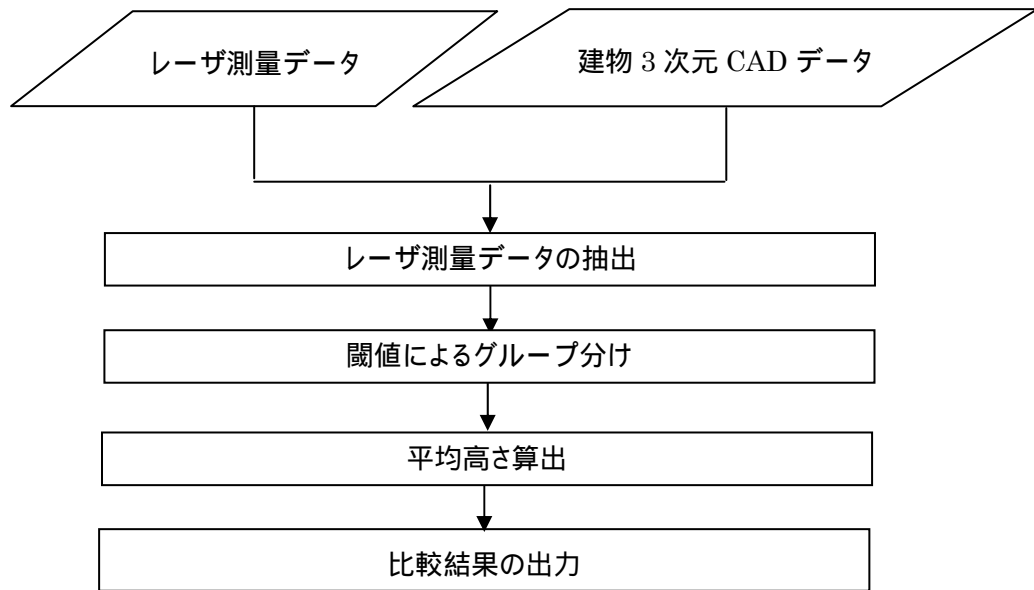 レーザ測量データ
建物 3 次元 CAD データ
レーザ測量データの抽出
閾値によるグループ分け
平均高さ算出
比較結果の出力